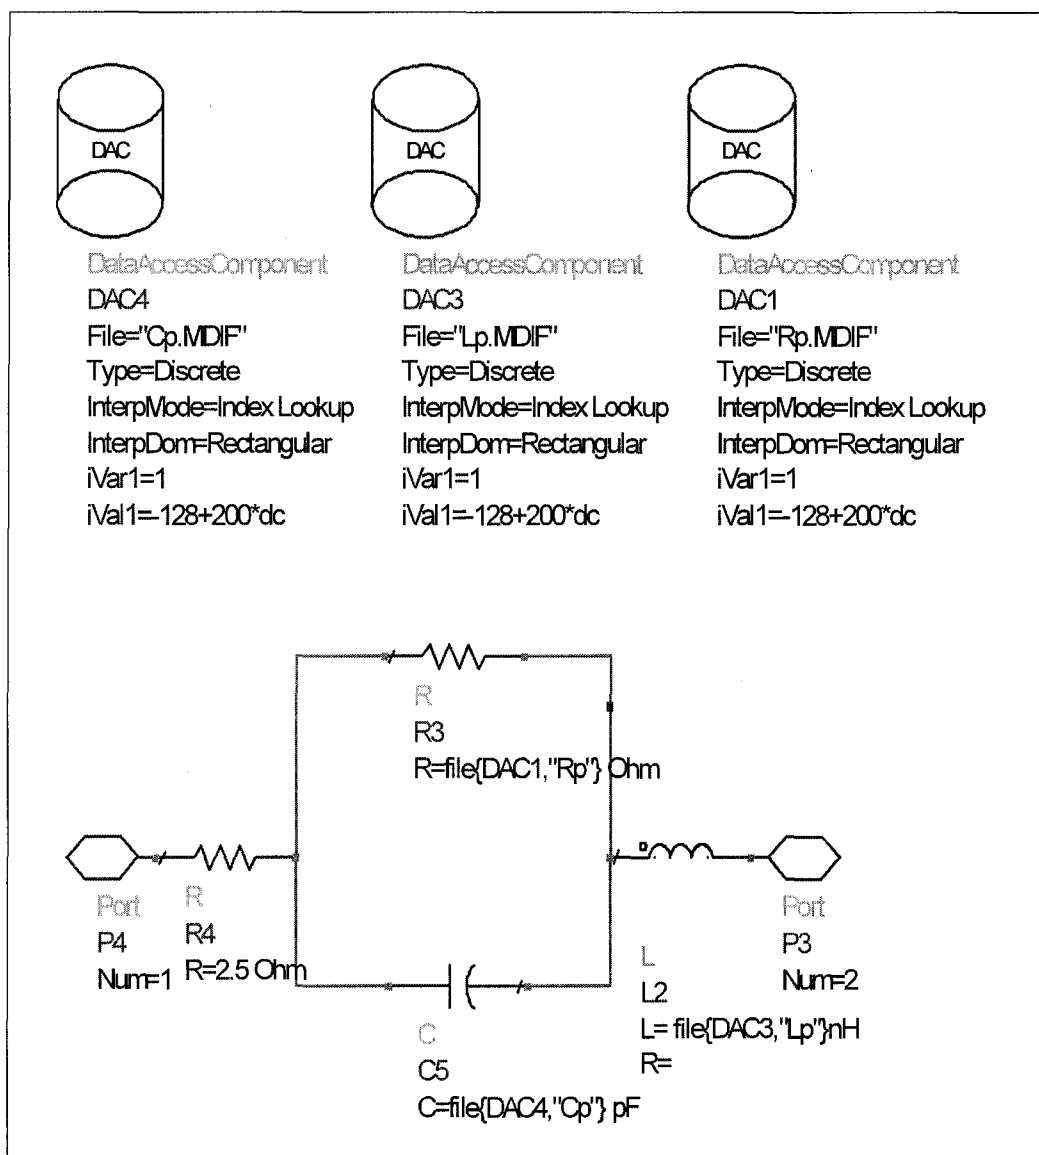 DAC
DataAccessComponent
DAC4
File="Cp.MDIF"
Type=Discrete
InterpMode=Index Lookup
InterpDom=Rectangular
iVar1=1
iVal1=-128+200*dc
DAC
DataAccessComponent
DAC3
File="Lp.MDIF"
Type=Discrete
InterpMode=Index Lookup
InterpDom=Rectangular
iVar1=1
iVal1=-128+200*dc
DAC
DataAccessComponent
DAC1
File="Rp.MDIF"
Type=Discrete
InterpMode=Index Lookup
InterpDom=Rectangular
iVar1=1
iVal1=-128+200*dc
R
R3
R=file{DAC1,"Rp"} Ohm
Port
P4
Num=1
R
R4
R=2.5 Ohm
C
C5
C=file{DAC4,"Cp"} pF
L
L2
L= file{DAC3,"Lp"}nH
R=
Port
P3
Num=2